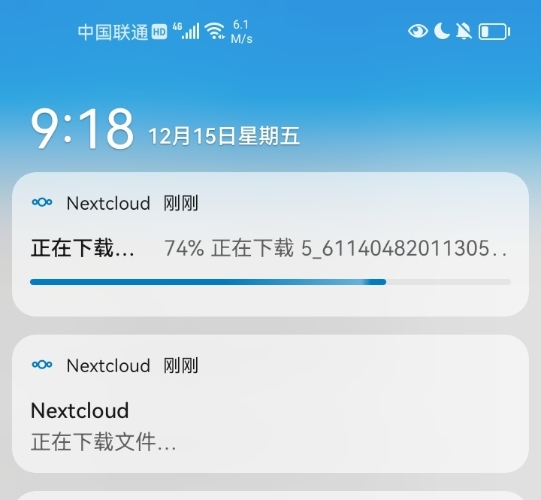 中国联通 HD 4G 6.1 M/s
9:18 12月15日星期五
Nextcloud 刚刚
正在下载... 74% 正在下载 5_61140482011305..
Nextcloud 刚刚
Nextcloud
正在下载文件...